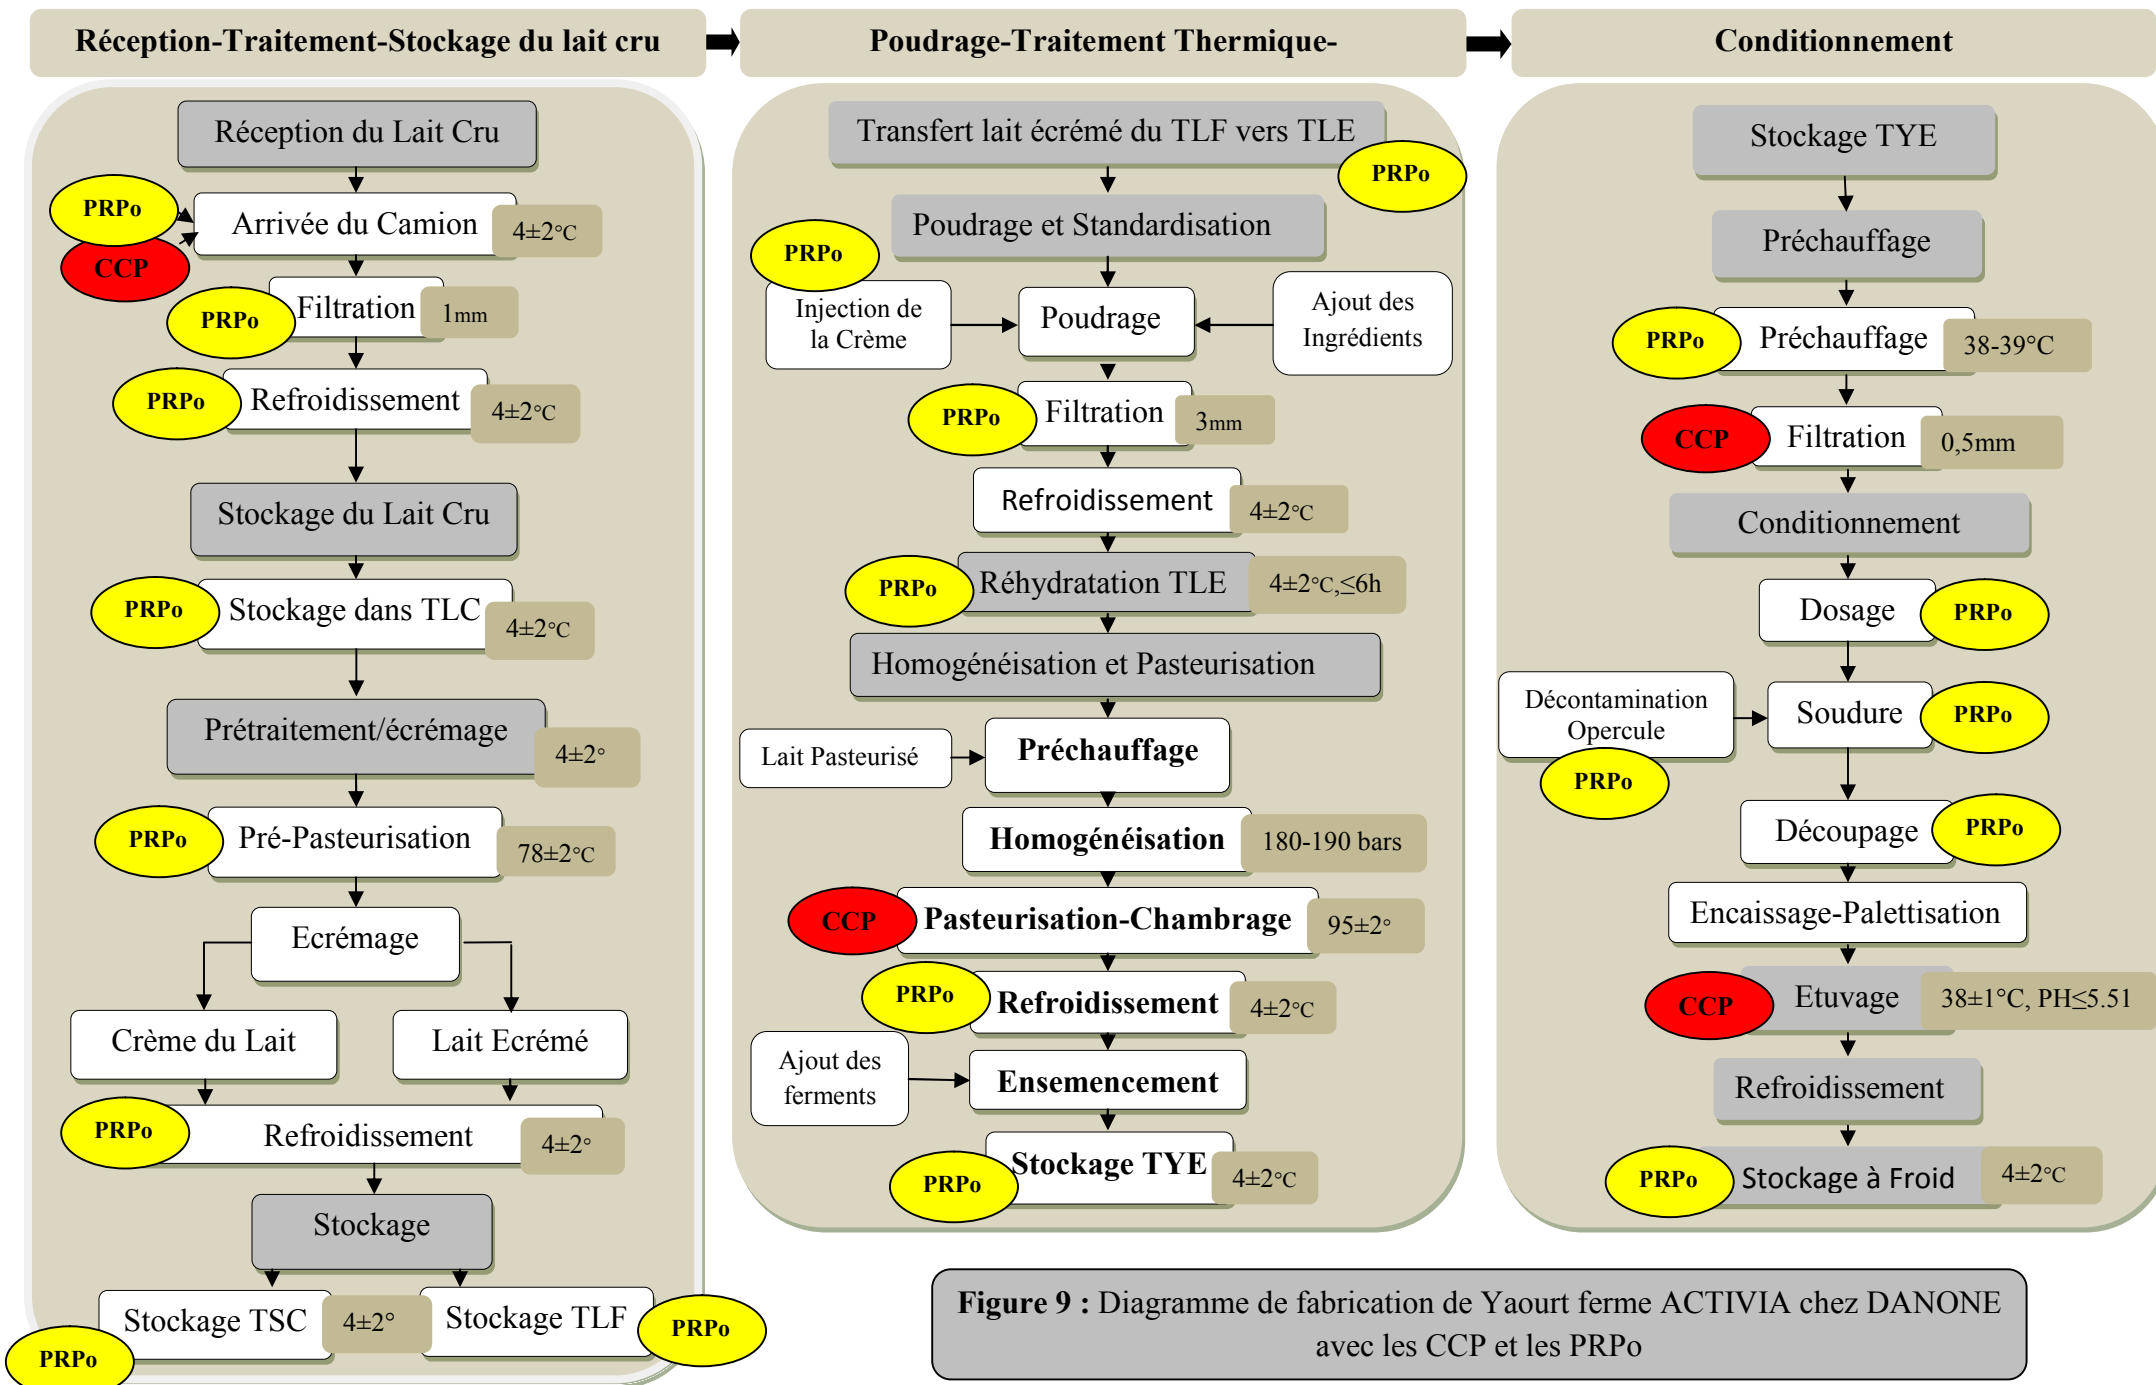 Réception-Traitement-Stockage du lait cru
Poudrage-Traitement Thermique-
Conditionnement
Réception du Lait Cru
PRPo
CCP
Arrivée du Camion
4±2°C
PRPo
Filtration
1mm
PRPo
Refroidissement
4±2°C
Stockage du Lait Cru
PRPo
Stockage dans TLC
4±2°C
Prétraitement/écrémage
4±2°
PRPo
Pré-Pasteurisation
78±2°C
Ecrémage
Crème du Lait
Lait Ecrémé
PRPo
Refroidissement
4±2°
Stockage
Stockage TSC
4±2°
Stockage TLF
PRPo
PRPo
Transfert lait écrémé du TLF vers TLE
PRPo
Poudrage et Standardisation
PRPo
Injection de
la Crème
Poudrage
Ajout des
Ingrédients
PRPo
Filtration
3mm
Refroidissement
4±2°C
PRPo
Réhydratation TLE
4±2°C,≤6h
Homogénéisation et Pasteurisation
Lait Pasteurisé
Préchauffage
Homogénéisation
180-190 bars
CCP
Pasteurisation-Chambrage
95±2°
PRPo
Refroidissement
4±2°C
Ajout des
ferments
Ensemencement
PRPo
Stockage TYE
4±2°C
Stockage TYE
Préchauffage
PRPo
Préchauffage
38-39°C
CCP
Filtration
0,5mm
Conditionnement
Dosage
PRPo
Décontamination
Opercule
PRPo
Soudure
PRPo
Découpage
PRPo
Encaissage-Palettisation
CCP
Etuvage
38±1°C, PH≤5.51
Refroidissement
PRPo
Stockage à Froid
4±2°C
Figure 9 : Diagramme de fabrication de Yaourt ferme ACTIVIA chez DANONE
avec les CCP et les PRPo